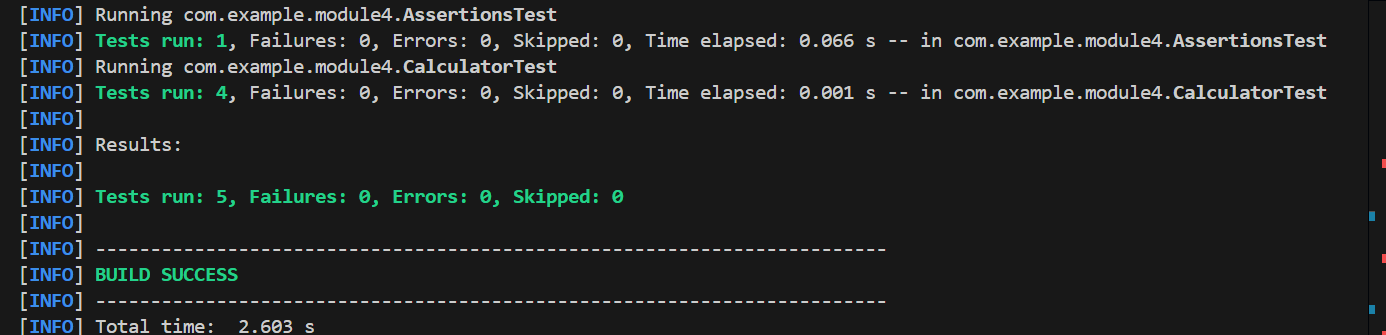 [INFO] Running com.example.module4.AssertionsTest
[INFO] Tests run: 1, Failures: 0, Errors: 0, Skipped: 0, Time elapsed: 0.066 s -- in com.example.module4.AssertionsTest
[INFO] Running com.example.module4.CalculatorTest
[INFO] Tests run: 4, Failures: 0, Errors: 0, Skipped: 0, Time elapsed: 0.001 s -- in com.example.module4.CalculatorTest
[INFO]
[INFO] Results:
[INFO]
[INFO] Tests run: 5, Failures: 0, Errors: 0, Skipped: 0
[INFO]
[INFO] ------------------------------------------------------------------------
[INFO] BUILD SUCCESS
[INFO] ------------------------------------------------------------------------
[INFO] Total time:  2.603 s